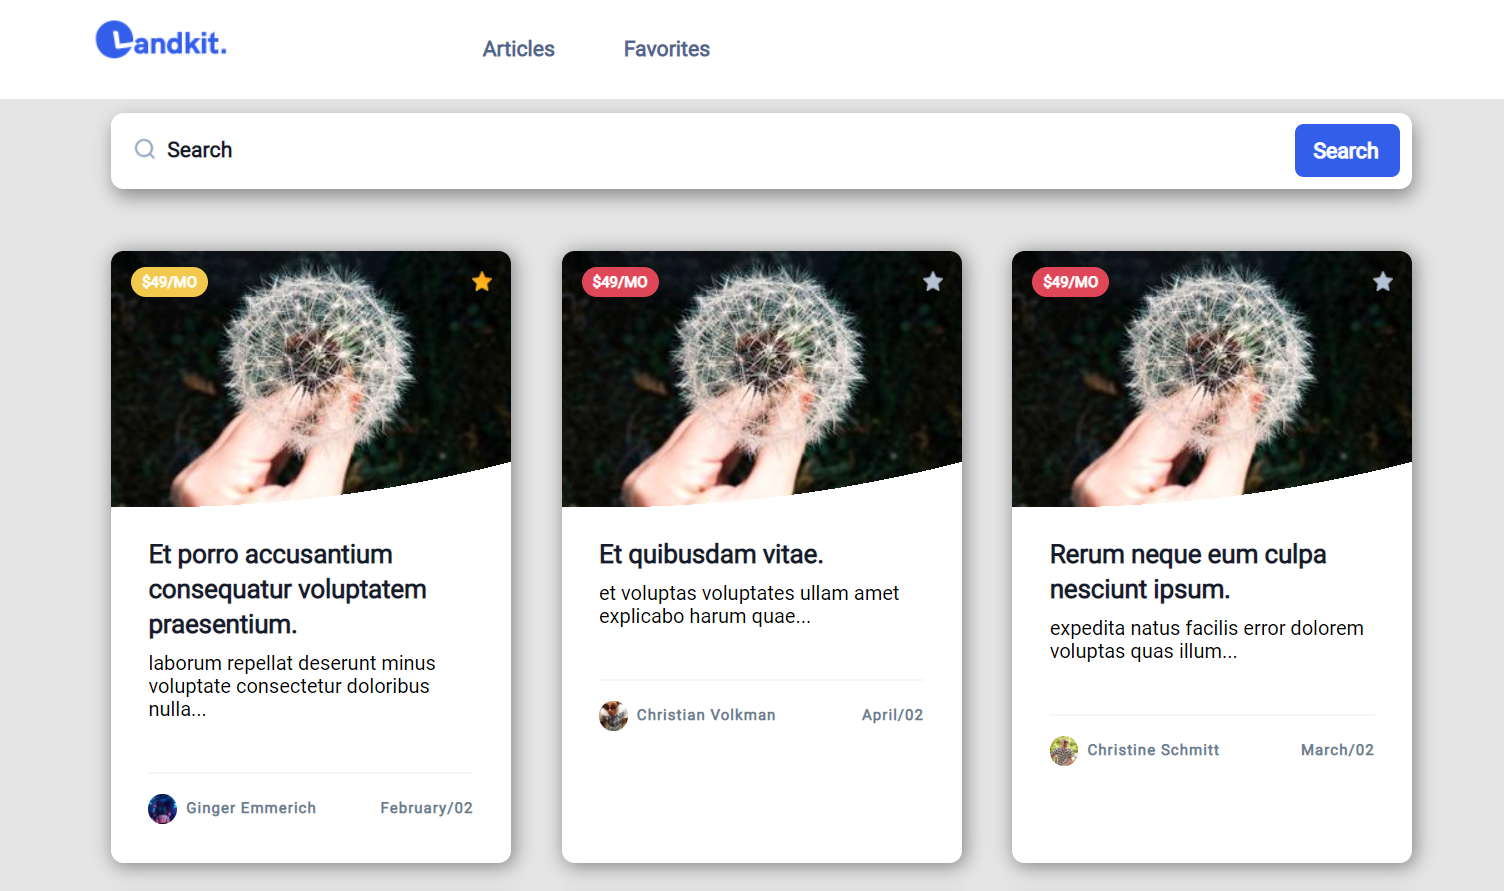 Landkit.
Articles Favorites
Search Search
$49/MO
Et porro accusantium
consequatur voluptatem
praesentium.
laborum repellat deserunt minus
voluptate consectetur doloribus
nulla...
Ginger Emmerich February/02
$49/MO
Et quibusdam vitae.
et voluptas voluptates ullam amet
explicabo harum quae...
Christian Volkman April/02
$49/MO
Rerum neque eum culpa
nesciunt ipsum.
expedita natus facilis error dolorem
voluptas quas illum...
Christine Schmitt March/02